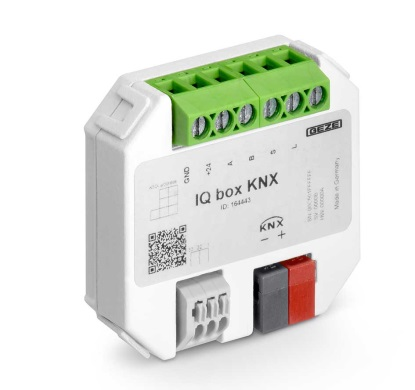 GEZE
GND
+24
A
B
S
L
IQ box KNX
ID: 164443
Made in Germany
KNX
− +